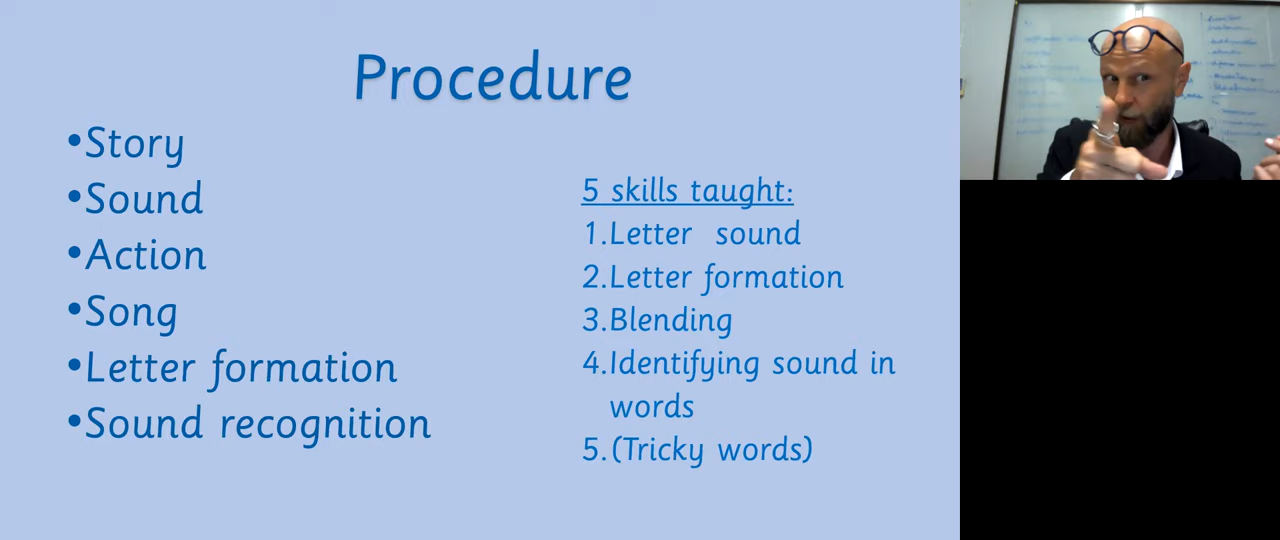 Procedure
•Story
•Sound
•Action
•Song
•Letter formation
•Sound recognition
5 skills taught:
1.Letter sound
2.Letter formation
3.Blending
4.Identifying sound in
words
5.(Tricky words)